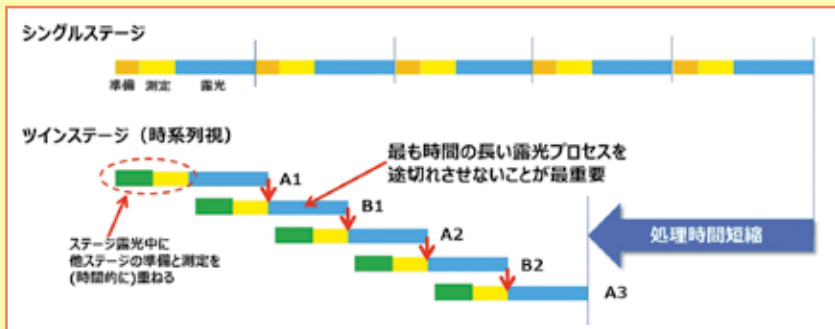 シングルステージ
準備 測定 露光
ツインステージ（時系列視）
最も時間の長い露光プロセスを
途切れさせないことが最重要
A1
B1
A2
B2
A3
ステージ露光中に
他ステージの準備と測定を
(時間的に)重ねる
処理時間短縮